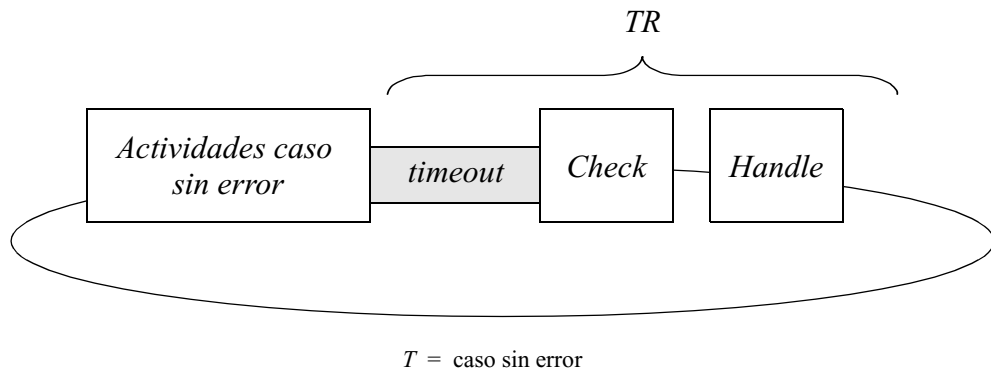 TR
Actividades caso
sin error
timeout
Check
Handle
T = caso sin error